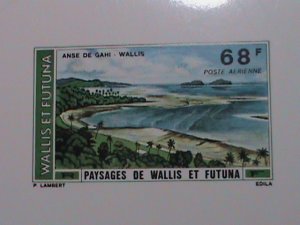 ANSE DE GAHI - WALLIS
68F
POSTE AERIENNE
WALLIS ET FUTUNA
PAYSAGES DE WALLIS ET FUTUNA
P. LAMBERT
EDILA